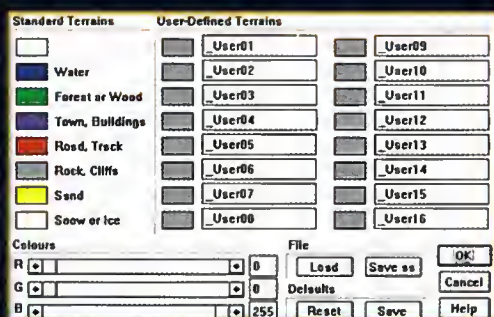 Standard Terrains
User-Defined Terrains
Water
Forest or Wood
Town, Buildings
Road, Track
Rock, Cliffs
Sand
Snow or Ice
_User01
_User02
_User03
_User04
_User05
_User06
_User07
_User08
_User09
_User10
_User11
_User12
_User13
_User14
_User15
_User16
Colours
R 0
G 0
B 255
File
Load
Save as
Defaults
Reset
Save
OK
Cancel
Help